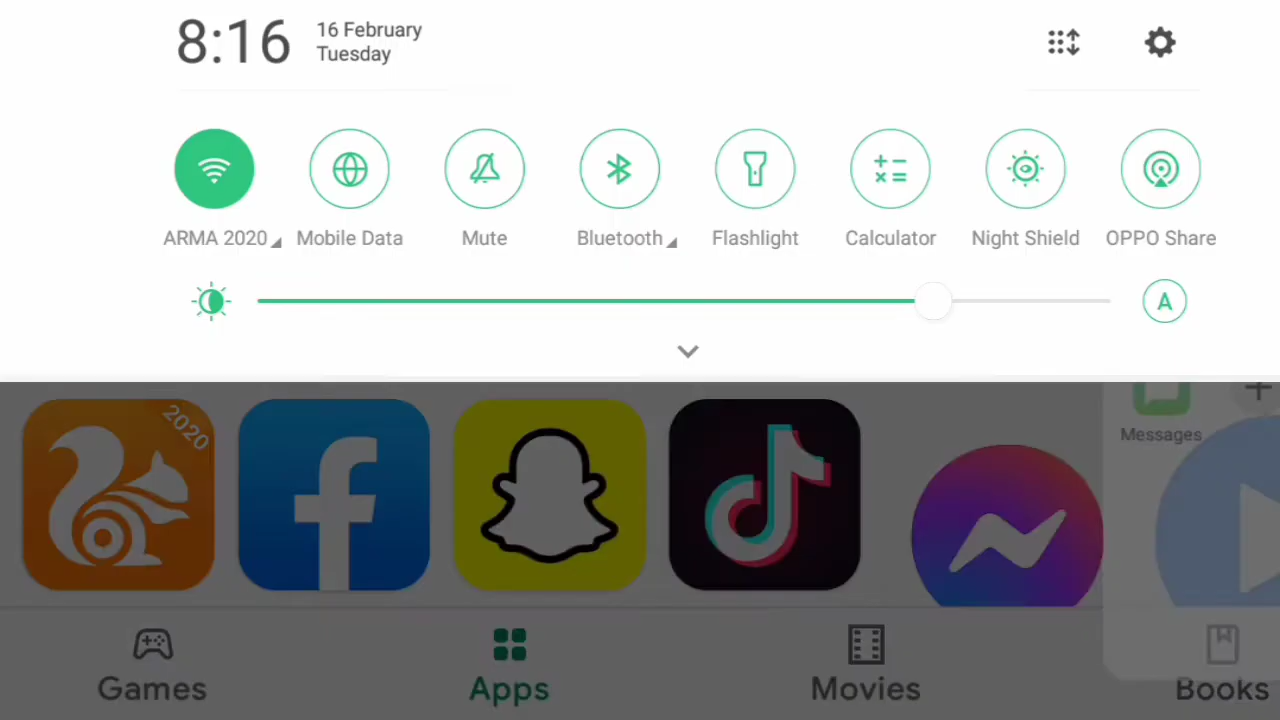 8:16
16 February
Tuesday
ARMA 2020
Mobile Data
Mute
Bluetooth
Flashlight
Calculator
Night Shield
OPPO Share
A
2020
Messages
Games
Apps
Movies
Books